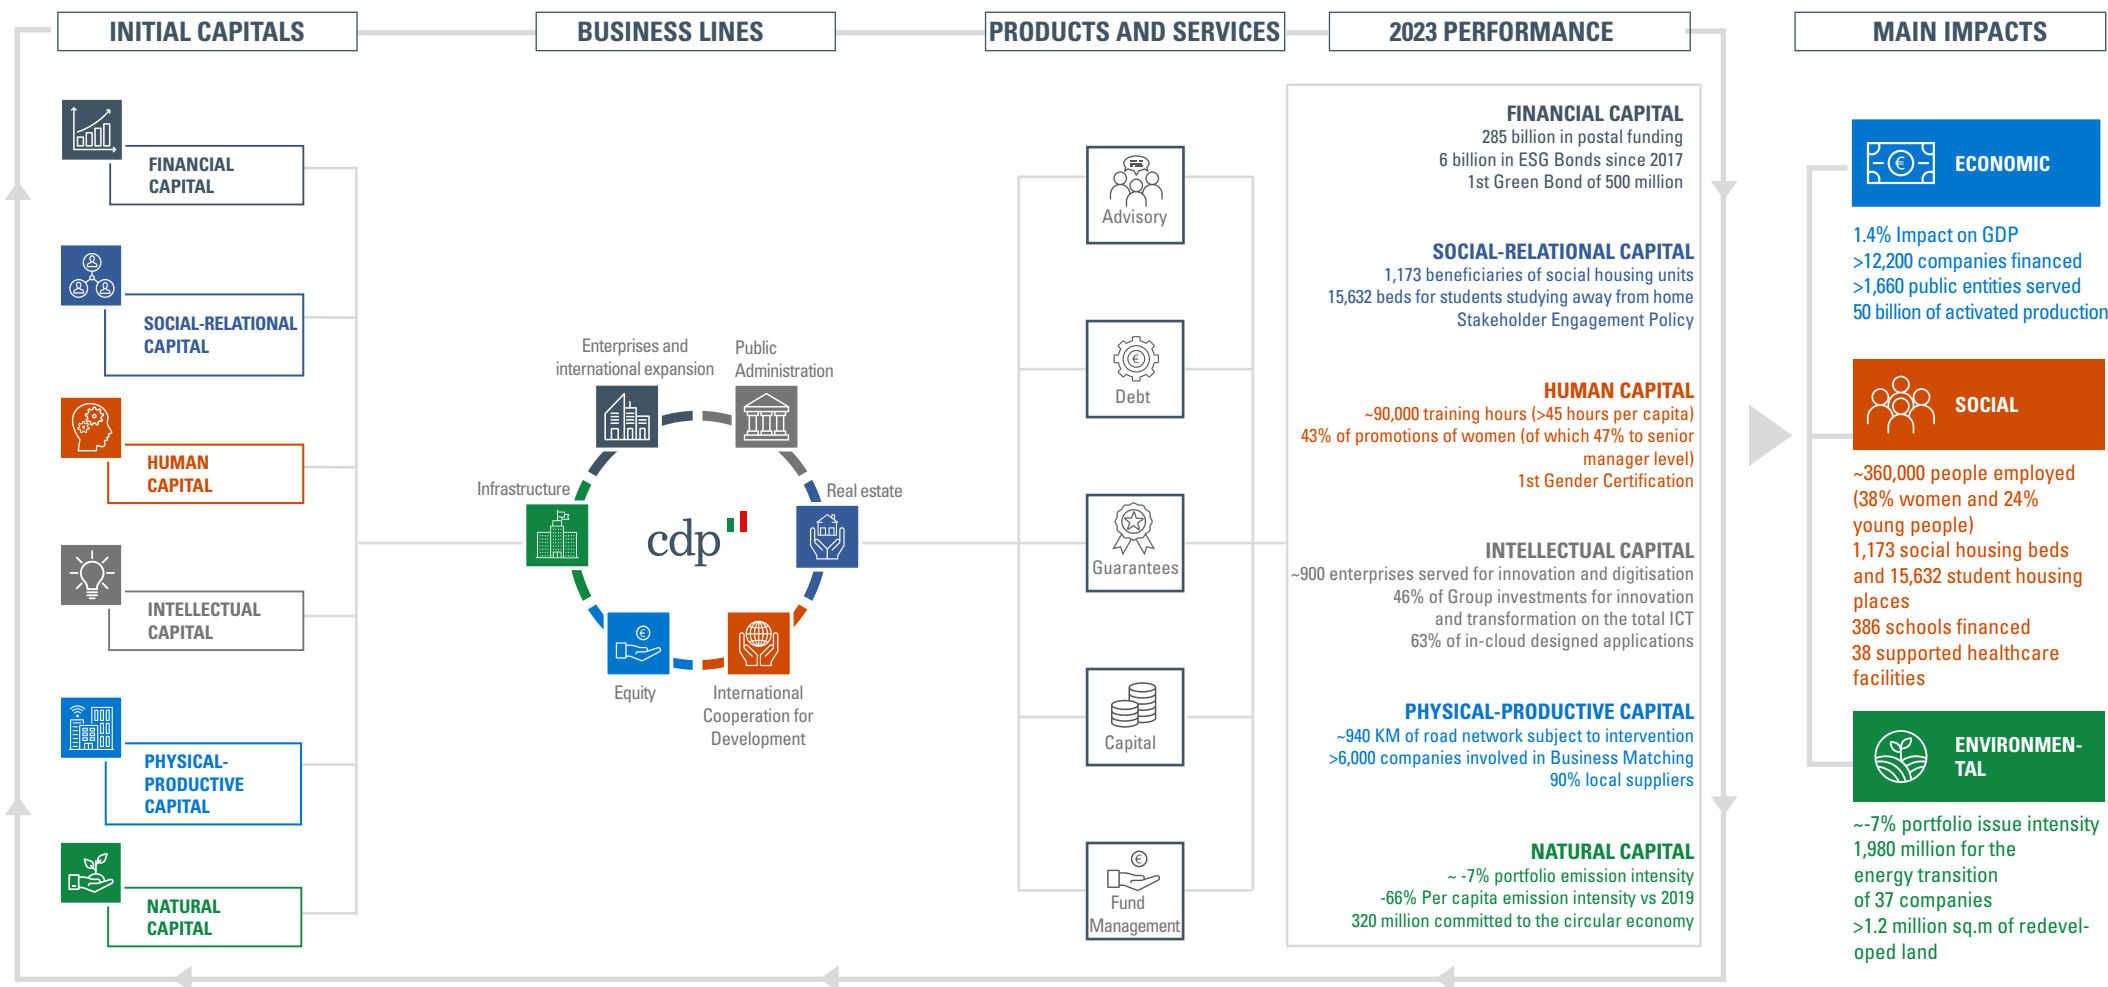 INITIAL CAPITALS
BUSINESS LINES
PRODUCTS AND SERVICES
2023 PERFORMANCE
MAIN IMPACTS
FINANCIAL
CAPITAL
SOCIAL-RELATIONAL
CAPITAL
HUMAN
CAPITAL
INTELLECTUAL
CAPITAL
PHYSICAL-
PRODUCTIVE
CAPITAL
NATURAL
CAPITAL
Enterprises and
international expansion
Public
Administration
Infrastructure
Real estate
cdp
Equity
International
Cooperation for
Development
Advisory
Debt
Guarantees
Capital
Fund
Management
FINANCIAL CAPITAL
285 billion in postal funding
6 billion in ESG Bonds since 2017
1st Green Bond of 500 million
SOCIAL-RELATIONAL CAPITAL
1,173 beneficiaries of social housing units
15,632 beds for students studying away from home
Stakeholder Engagement Policy
HUMAN CAPITAL
~90,000 training hours (>45 hours per capita)
43% of promotions of women (of which 47% to senior
manager level)
1st Gender Certification
INTELLECTUAL CAPITAL
~900 enterprises served for innovation and digitisation
46% of Group investments for innovation
and transformation on the total ICT
63% of in-cloud designed applications
PHYSICAL-PRODUCTIVE CAPITAL
~940 KM of road network subject to intervention
>6,000 companies involved in Business Matching
90% local suppliers
NATURAL CAPITAL
~ -7% portfolio emission intensity
-66% Per capita emission intensity vs 2019
320 million committed to the circular economy
ECONOMIC
1.4% Impact on GDP
>12,200 companies financed
>1,660 public entities served
50 billion of activated production
SOCIAL
~360,000 people employed
(38% women and 24%
young people)
1,173 social housing beds
and 15,632 student housing
places
386 schools financed
38 supported healthcare
facilities
ENVIRONMEN-
TAL
~-7% portfolio issue intensity
1,980 million for the
energy transition
of 37 companies
>1.2 million sq.m of redevel-
oped land